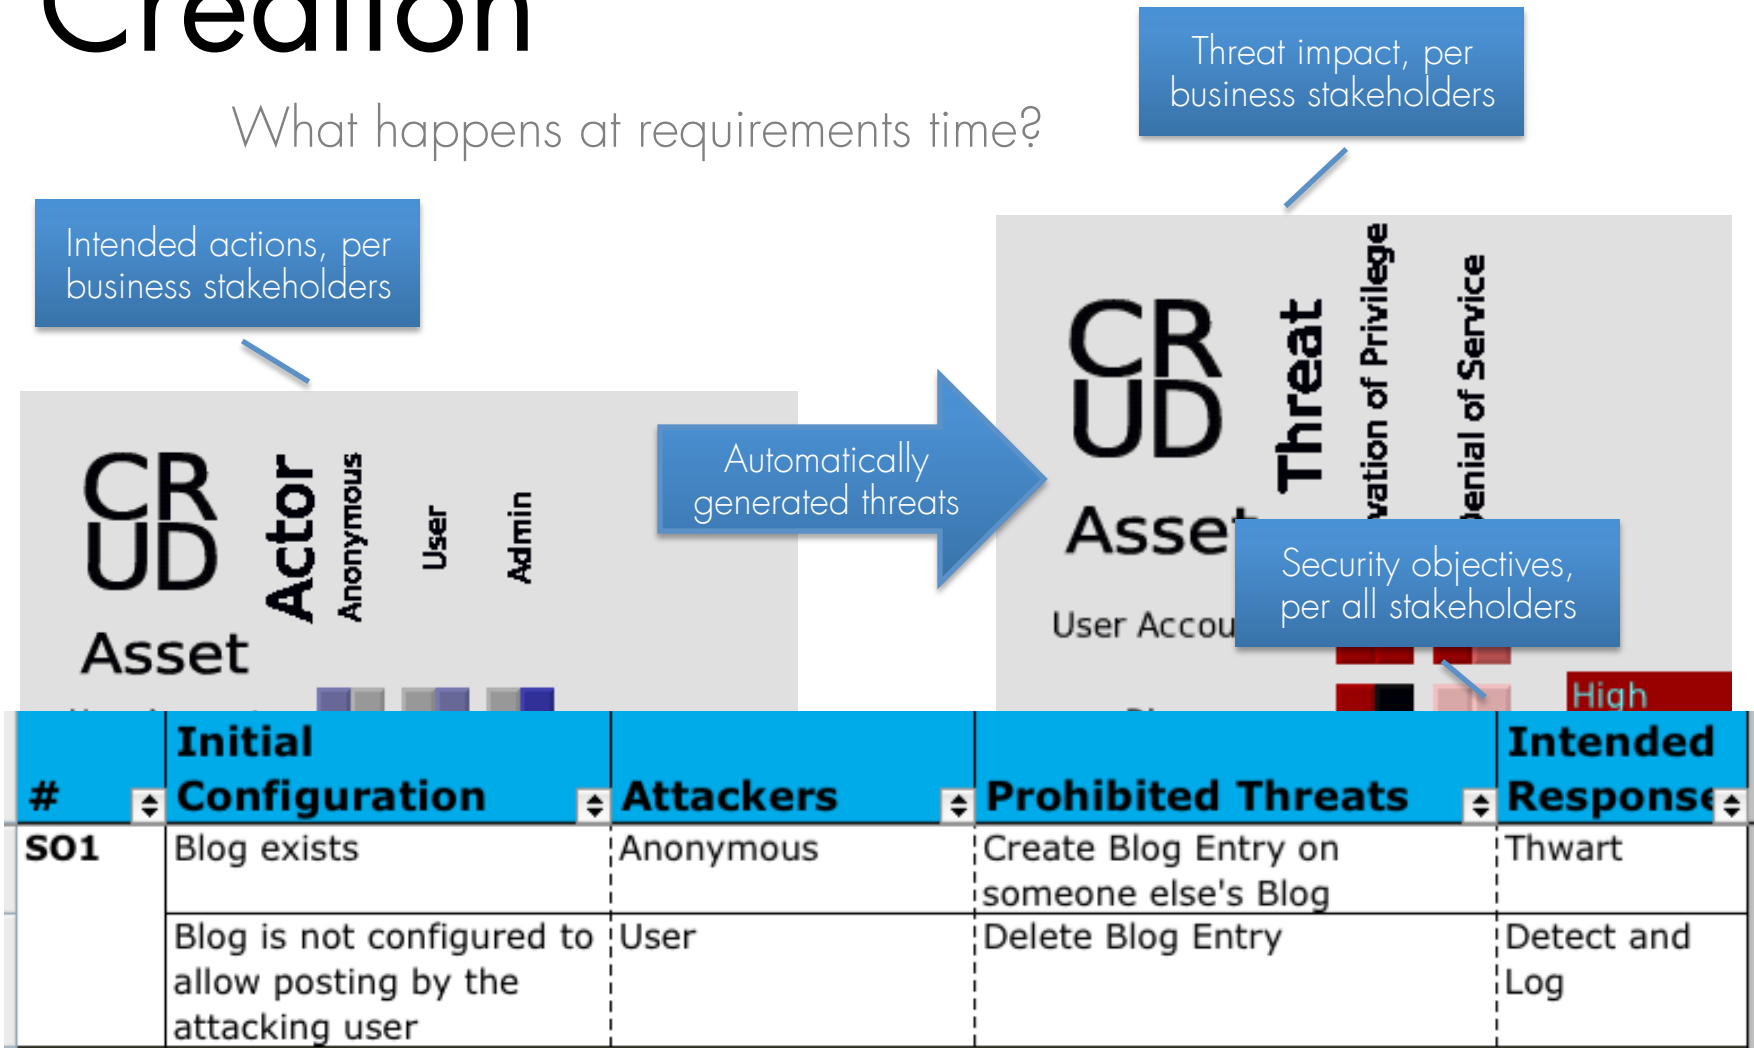 Creation
What happens at requirements time?
Threat impact, per
business stakeholders
Intended actions, per
business stakeholders
CR
UD
Actor
Anonymous
User
Admin
Asset
Automatically
generated threats
CR
UD
Threat
vation of Privilege
enial of Service
Asse
User Accou
Security objectives,
per all stakeholders
High
#
Initial
Configuration
Attackers
Prohibited Threats
Intended
Response
SO1
Blog exists
Anonymous
Create Blog Entry on
someone else's Blog
Thwart
Blog is not configured to
allow posting by the
attacking user
User
Delete Blog Entry
Detect and
Log